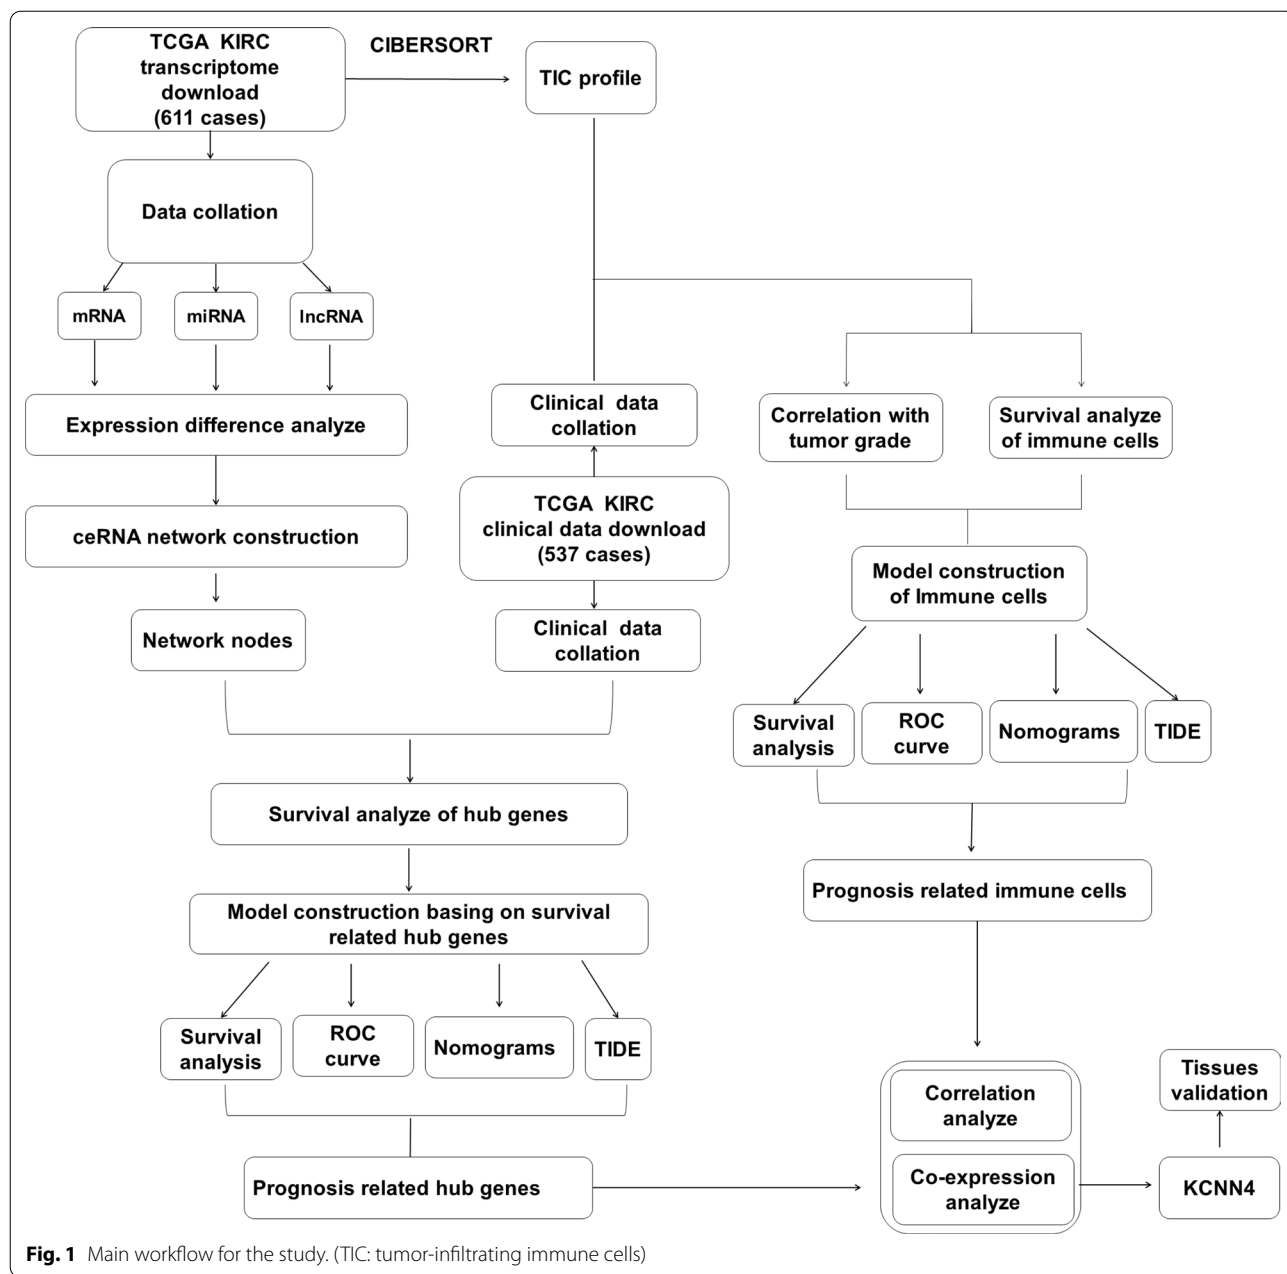 TCGA KIRC
transcriptome
download
(611 cases)
CIBERSORT
TIC profile
Data collation
mRNA
miRNA
lncRNA
Expression difference analyze
ceRNA network construction
Network nodes
Clinical data
collation
TCGA KIRC
clinical data download
(537 cases)
Clinical data
collation
Correlation with
tumor grade
Survival analyze
of immune cells
Model construction
of Immune cells
Survival
analysis
ROC
curve
Nomograms
TIDE
Prognosis related immune cells
Survival analyze of hub genes
Model construction basing on survival
related hub genes
Survival
analysis
ROC
curve
Nomograms
TIDE
Prognosis related hub genes
Correlation
analyze
Co-expression
analyze
KCNN4
Tissues
validation
Fig. 1 Main workflow for the study. (TIC: tumor-infiltrating immune cells)